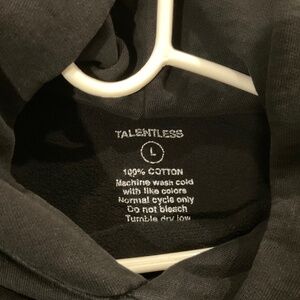 TALENTLESS
L
100% COTTON
Machine wash cold
with like colors
Normal cycle only
Do not bleach
Tumble dry low